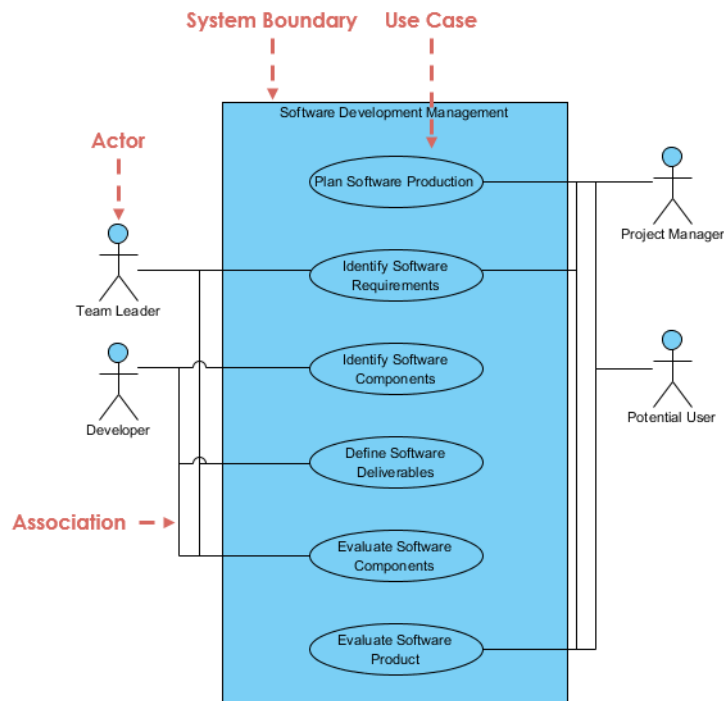 System Boundary
Use Case
Software Development Management
Actor
Plan Software Production
Project Manager
Identify Software
Requirements
Team Leader
Identify Software
Components
Developer
Potential User
Define Software
Deliverables
Association
Evaluate Software
Components
Evaluate Software
Product